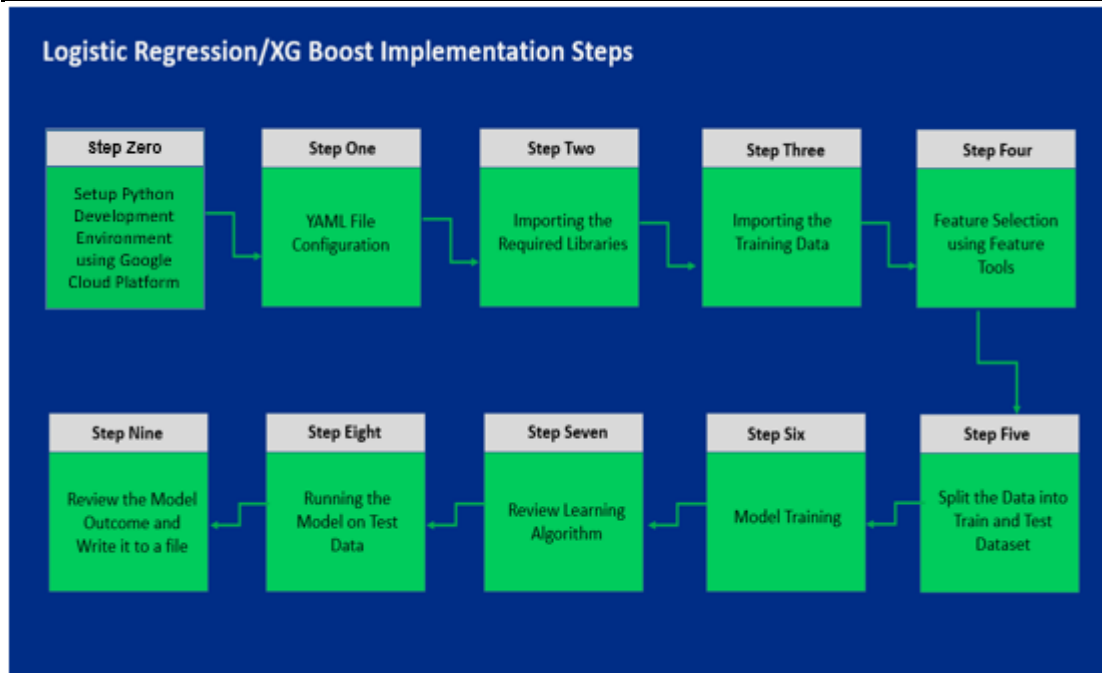 Logistic Regression/XG Boost Implementation Steps
Step Zero
Setup Python
Development
Environment
using Google
Cloud Platform
Step One
YAML File
Configuration
Step Two
Importing the
Required Libraries
Step Three
Importing the
Training Data
Step Four
Feature Selection
using Feature
Tools
Step Five
Split the Data into
Train and Test
Dataset
Step Six
Model Training
Step Seven
Review Learning
Algorithm
Step Eight
Running the
Model on Test
Data
Step Nine
Review the Model
Outcome and
Write it to a file